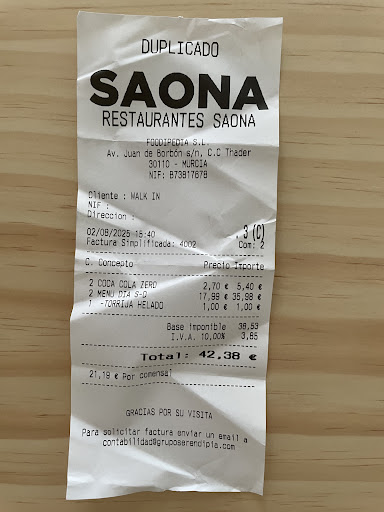 DUPLICADO
SAONA
RESTAURANTES SAONA
FOODIPEDIA S.L.
Av. Juan de Borbón s/n, C.C Thader
30110 - MURCIA
NIF: B73817678
Cliente : WALK IN
NIF :
Direccion :
02/08/2025 15:40 3 (C)
Factura Simplificada: 4002 Com: 2
C. Concepto Precio Importe
2 COCA COLA ZERO 2,70 € 5,40 €
2 MENU DIA S-D 17,99 € 35,98 €
1 -TORRIJA HELADO 1,00 € 1,00 €
Base imponible 38,53
I.V.A. 10,00% 3,85
Total: 42,38 €
21,19 € Por comensal
GRACIAS POR SU VISITA
Para solicitar factura enviar un email a
contabilidad@gruposerendipia.com